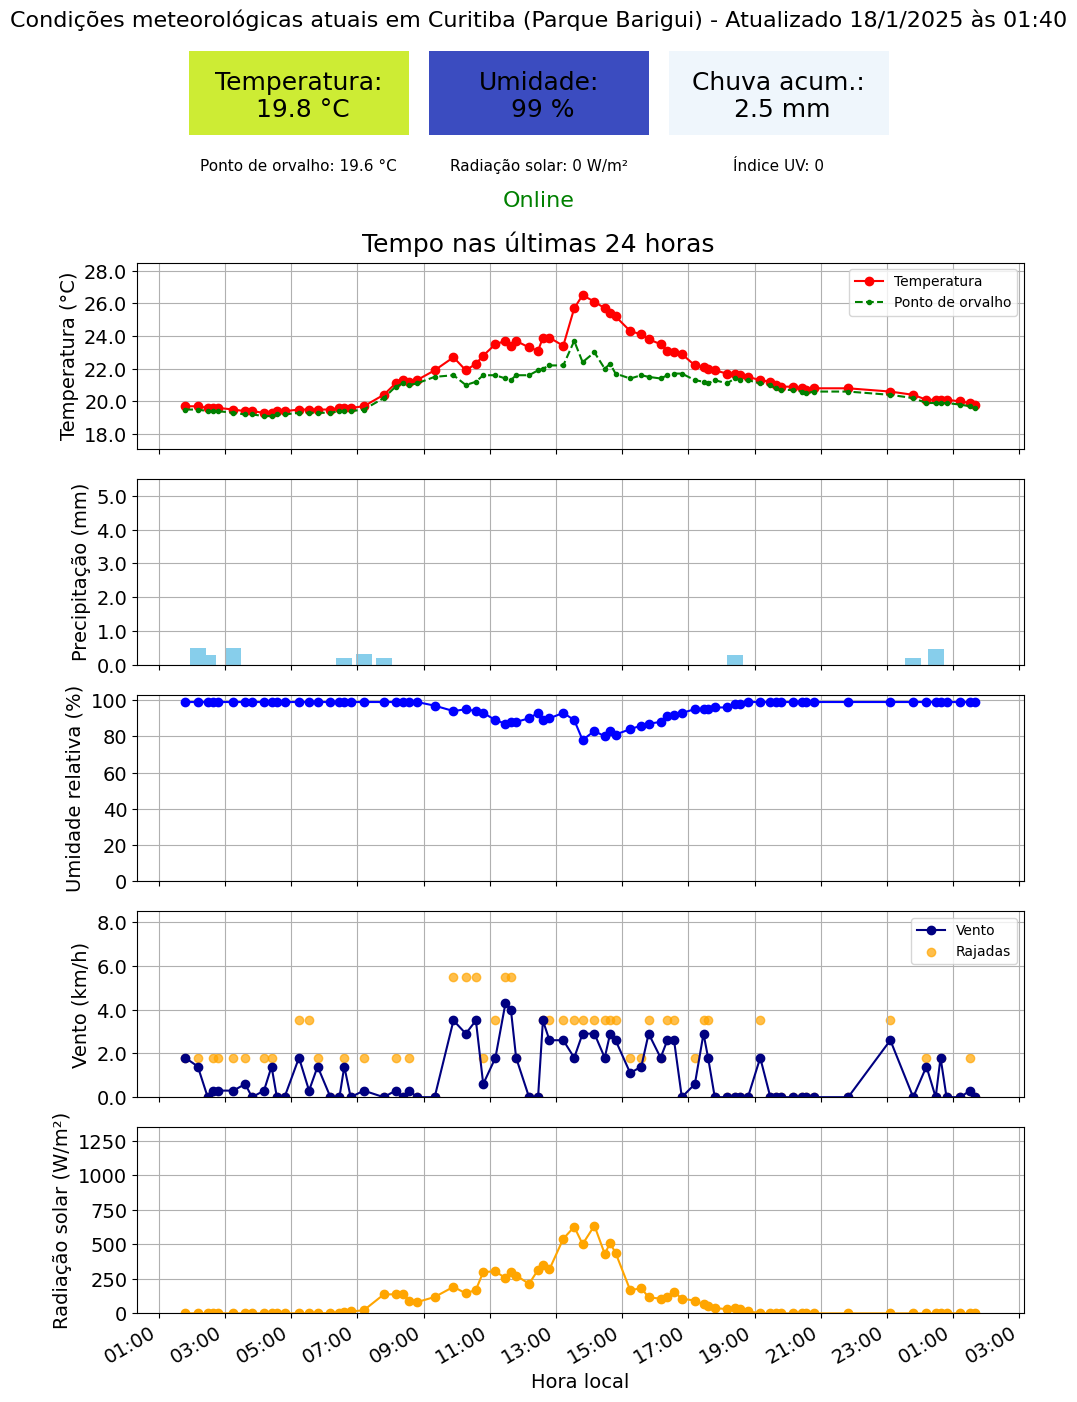 Condições meteorológicas atuais em Curitiba (Parque Barigui) - Atualizado 18/1/2025 às 01:40
Temperatura:
19.8 °C
Umidade:
99 %
Chuva acum.:
2.5 mm
Ponto de orvalho: 19.6 °C
Radiação solar: 0 W/m²
Índice UV: 0
Online
Tempo nas últimas 24 horas
Temperatura (°C)
28.0
26.0
24.0
22.0
20.0
18.0
Temperatura
Ponto de orvalho
Precipitação (mm)
5.0
4.0
3.0
2.0
1.0
0.0
Umidade relativa (%)
100
80
60
40
20
0
Vento (km/h)
8.0
6.0
4.0
2.0
0.0
Vento
Rajadas
Radiação solar (W/m²)
1250
1000
750
500
250
0
01:00
03:00
05:00
07:00
09:00
11:00
13:00
15:00
17:00
19:00
21:00
23:00
01:00
03:00
Hora local